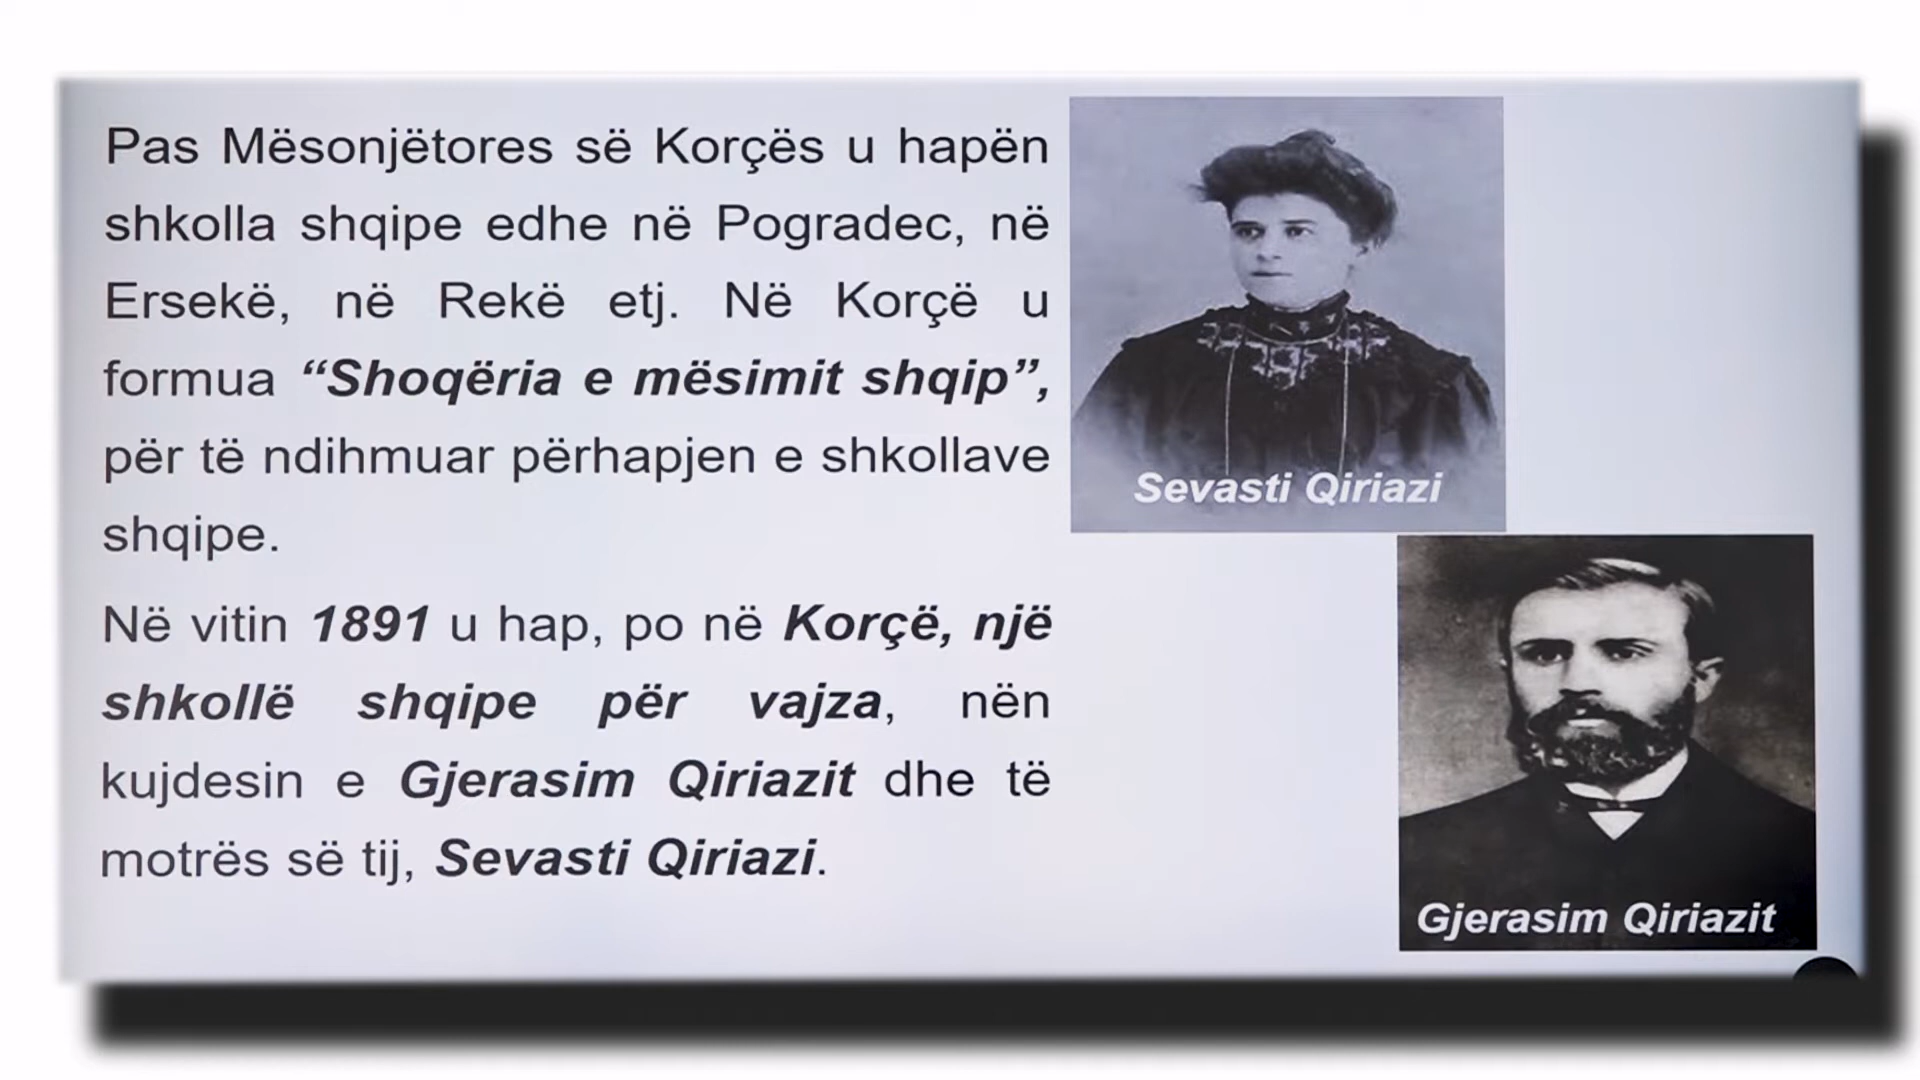 Pas Mësonjëtores së Korçës u hapën
shkolla shqipe edhe në Pogradec, në
Ersekë, në Rekë etj. Në Korçë u
formua “Shoqëria e mësimit shqip”,
për të ndihmuar përhapjen e shkollave
shqipe.
Në vitin 1891 u hap, po në Korçë, një
shkollë shqipe për vajza, nën
kujdesin e Gjerasim Qiriazit dhe të
motrës së tij, Sevasti Qiriazi.
Sevasti Qiriazi
Gjerasim Qiriazit